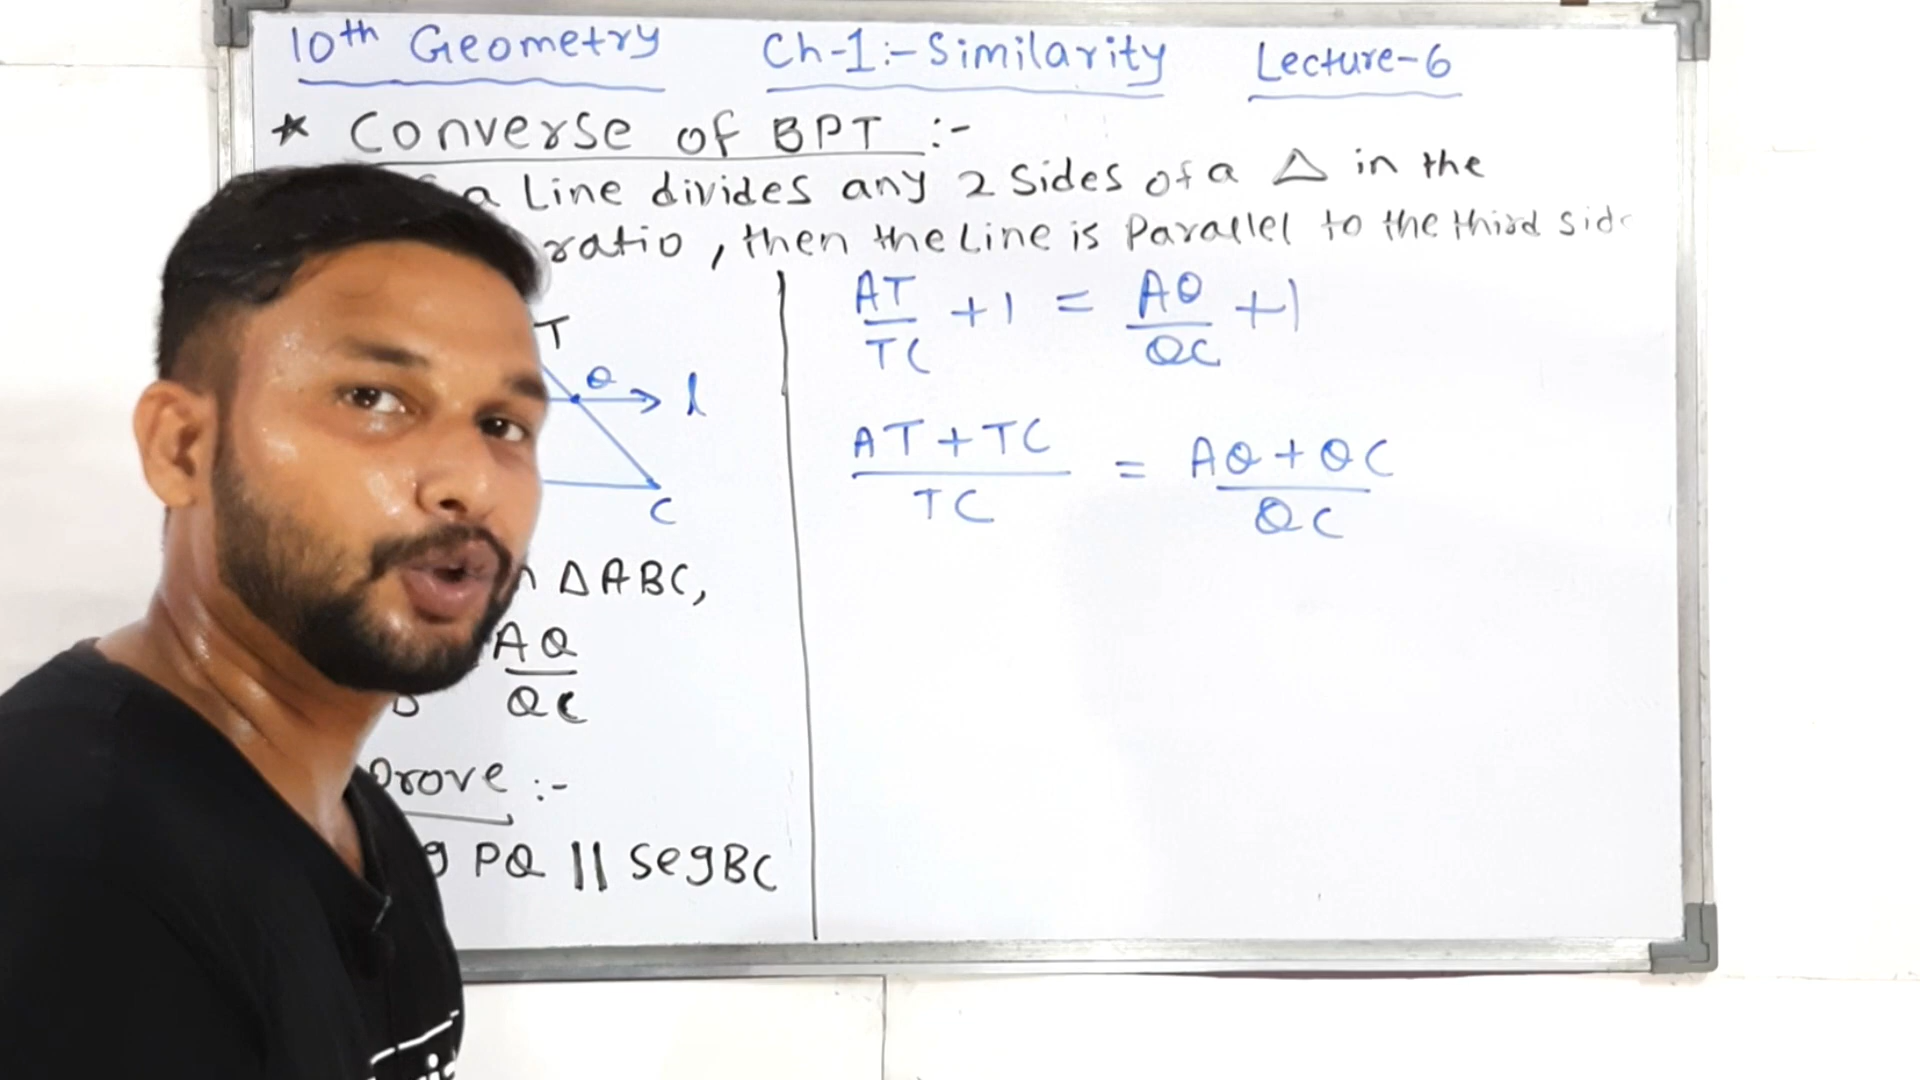 10th Geometry Ch-1:- Similarity Lecture-6
* Converse of BPT :-
a Line divides any 2 Sides of a △ in the
ratio, then the Line is Parallel to the third side
AT/TC + 1 = AQ/QC + 1
T
Q l
AT + TC / TC = AQ + QC / QC
C
△ABC,
AQ
QC
Prove :-
PQ || seg BC